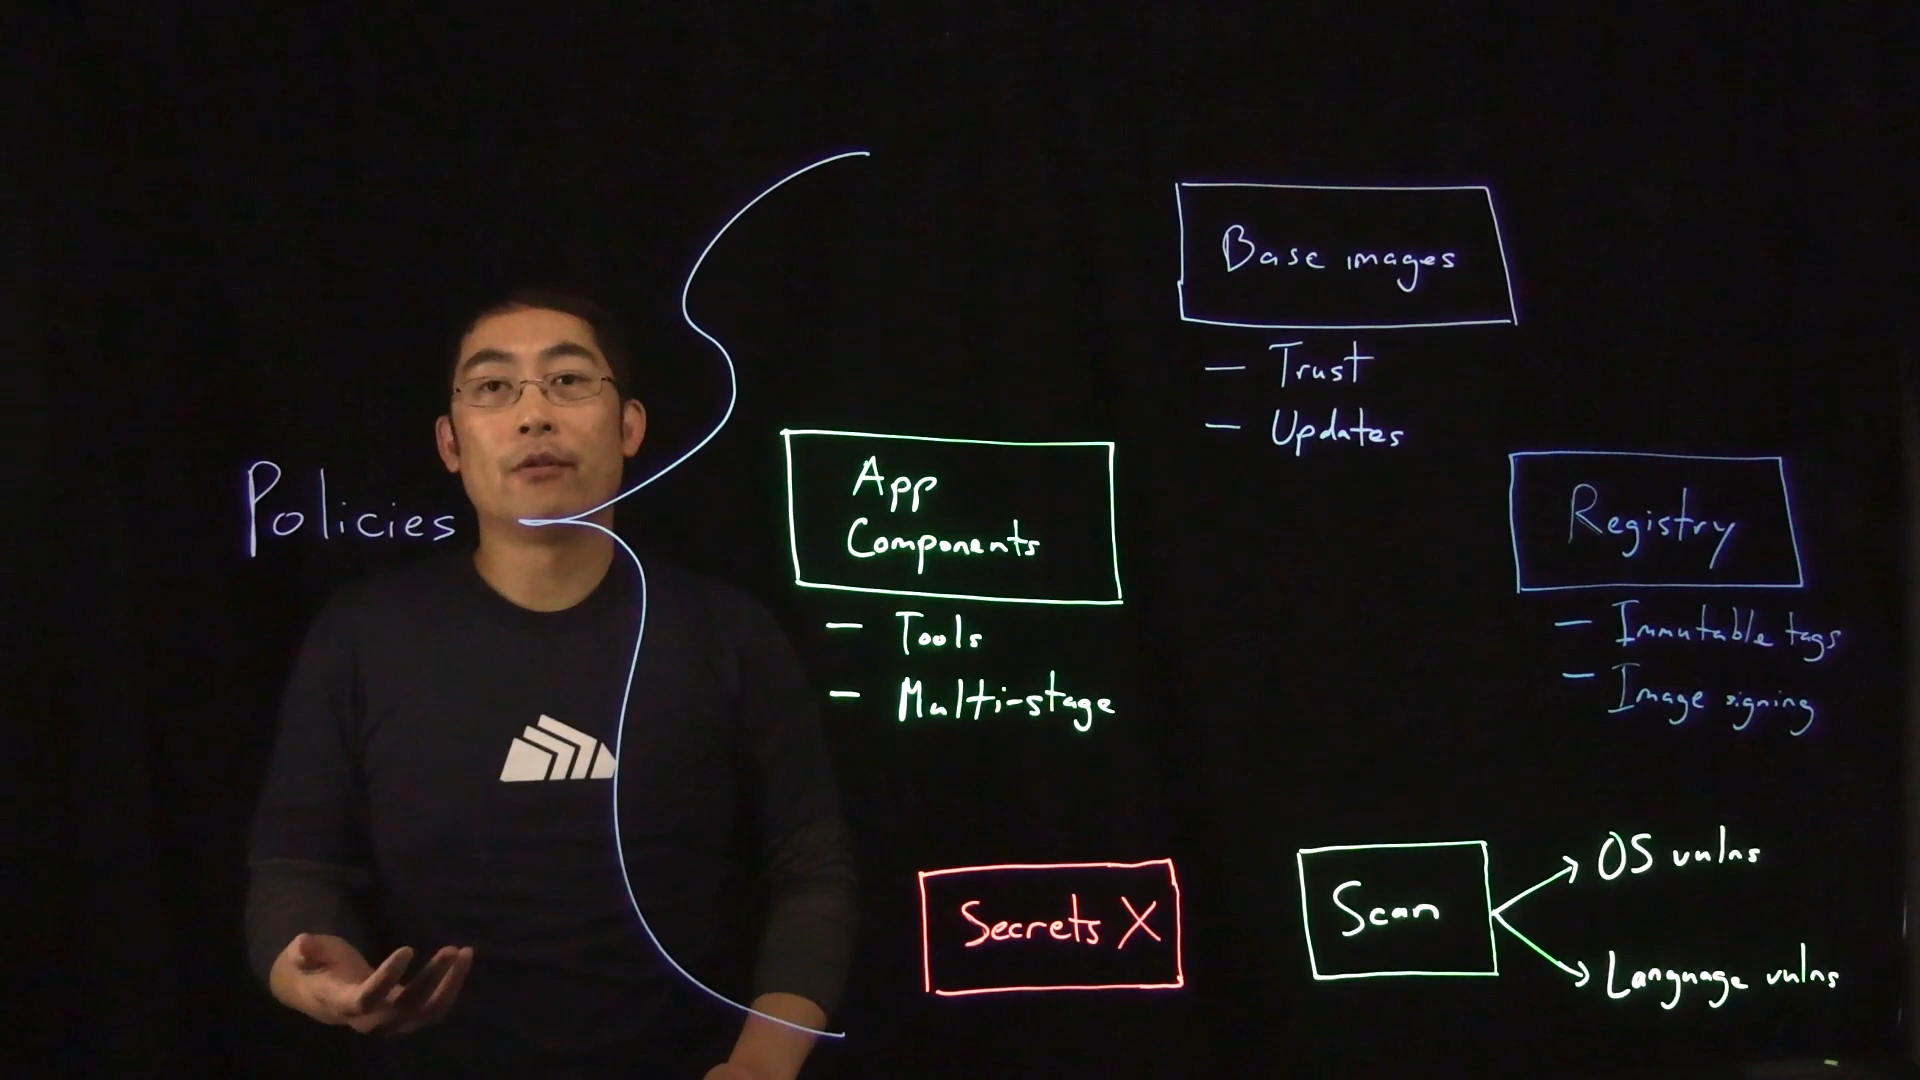 Policies
Base images
- Trust
- Updates
App
Components
- Tools
- Multi-stage
Registry
- Immutable tags
- Image signing
Secrets X
Scan
OS vulns
Language vulns